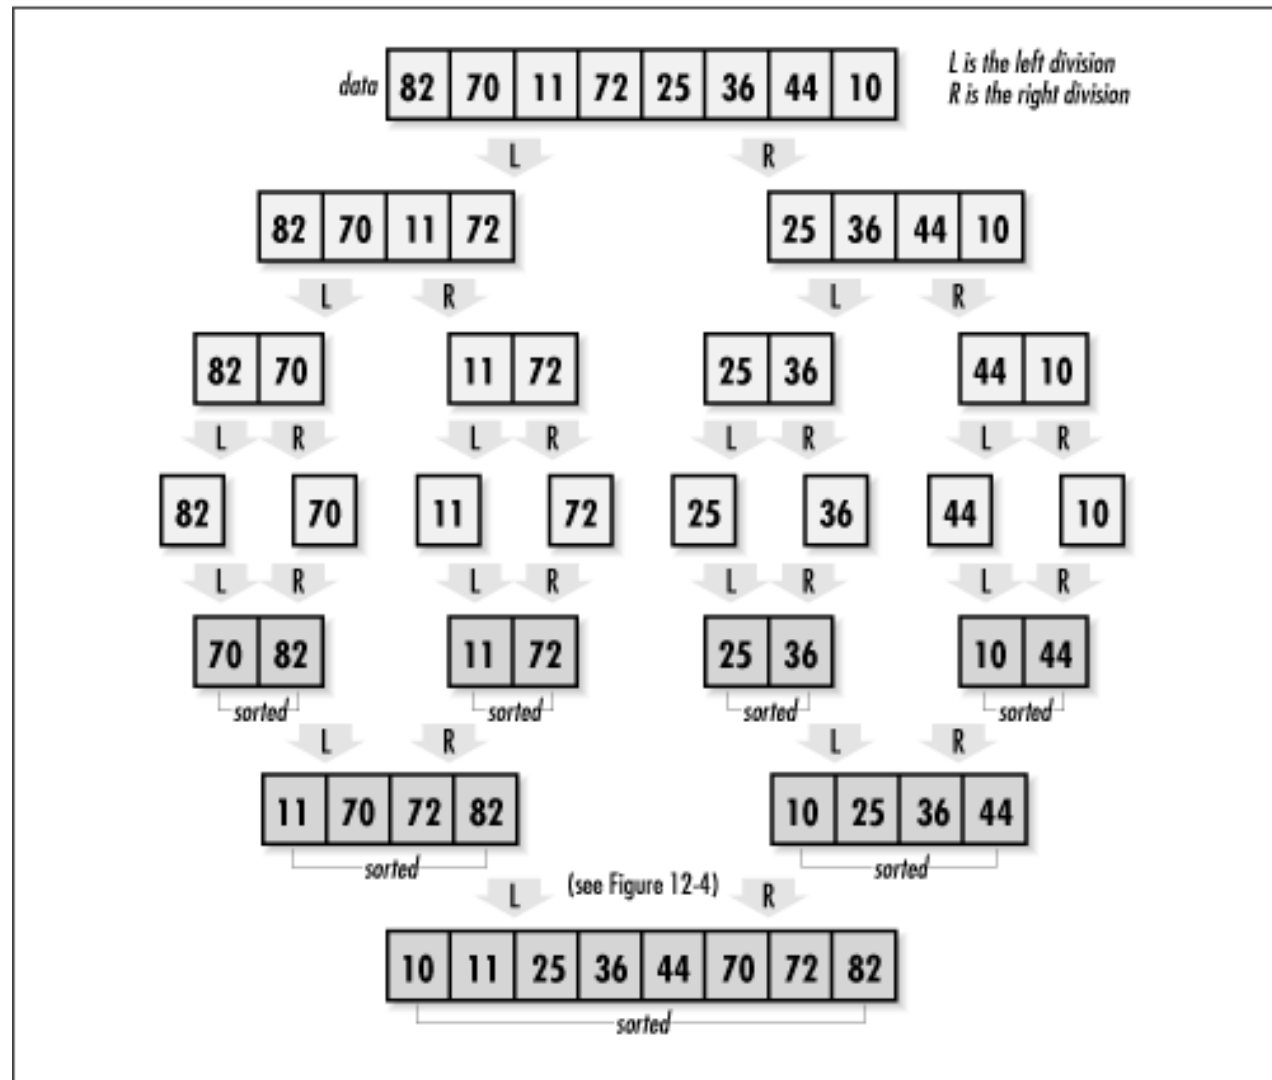 data 82 70 11 72 25 36 44 10
L is the left division
R is the right division
L R
82 70 11 72 25 36 44 10
L R L R
82 70 11 72 25 36 44 10
L R L R L R L R
82 70 11 72 25 36 44 10
L R L R L R L R
70 82 11 72 25 36 10 44
sorted sorted sorted sorted
L R L R
11 70 72 82 10 25 36 44
sorted sorted
L (see Figure 12-4) R
10 11 25 36 44 70 72 82
sorted